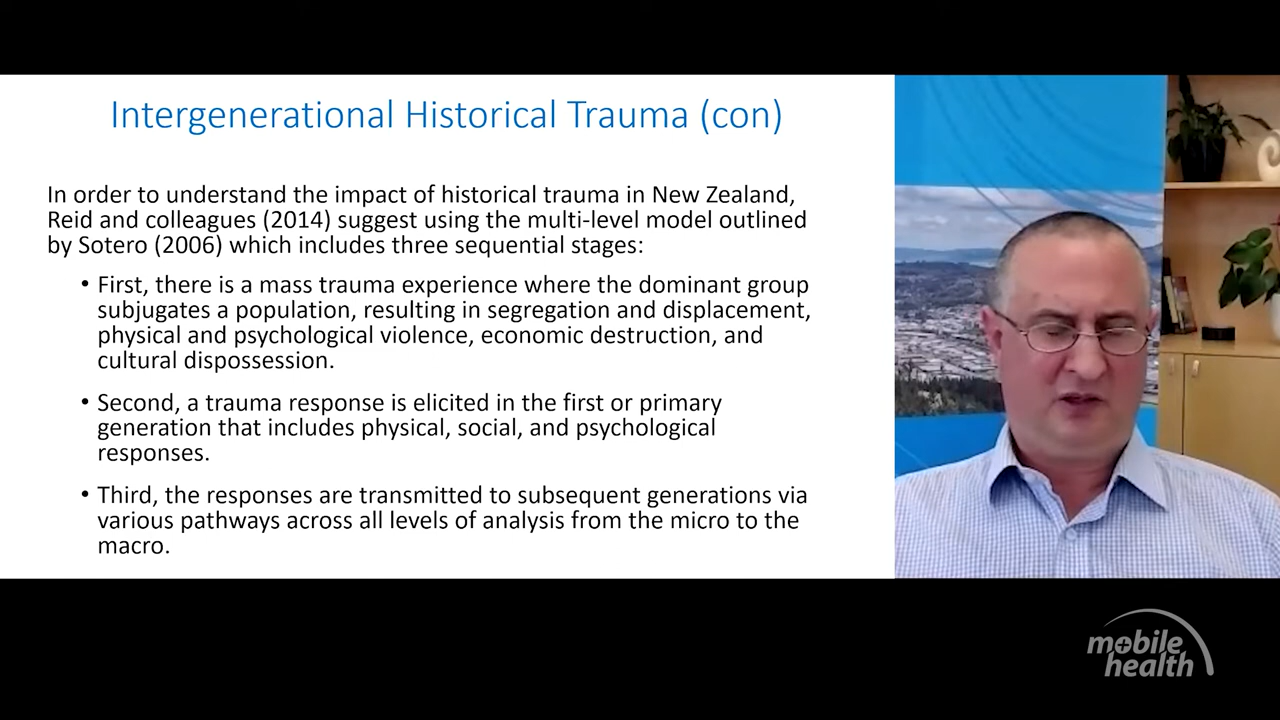 Intergenerational Historical Trauma (con)
In order to understand the impact of historical trauma in New Zealand,
Reid and colleagues (2014) suggest using the multi-level model outlined
by Sotero (2006) which includes three sequential stages:
• First, there is a mass trauma experience where the dominant group
subjugates a population, resulting in segregation and displacement,
physical and psychological violence, economic destruction, and
cultural dispossession.
• Second, a trauma response is elicited in the first or primary
generation that includes physical, social, and psychological
responses.
• Third, the responses are transmitted to subsequent generations via
various pathways across all levels of analysis from the micro to the
macro.
mobile
health